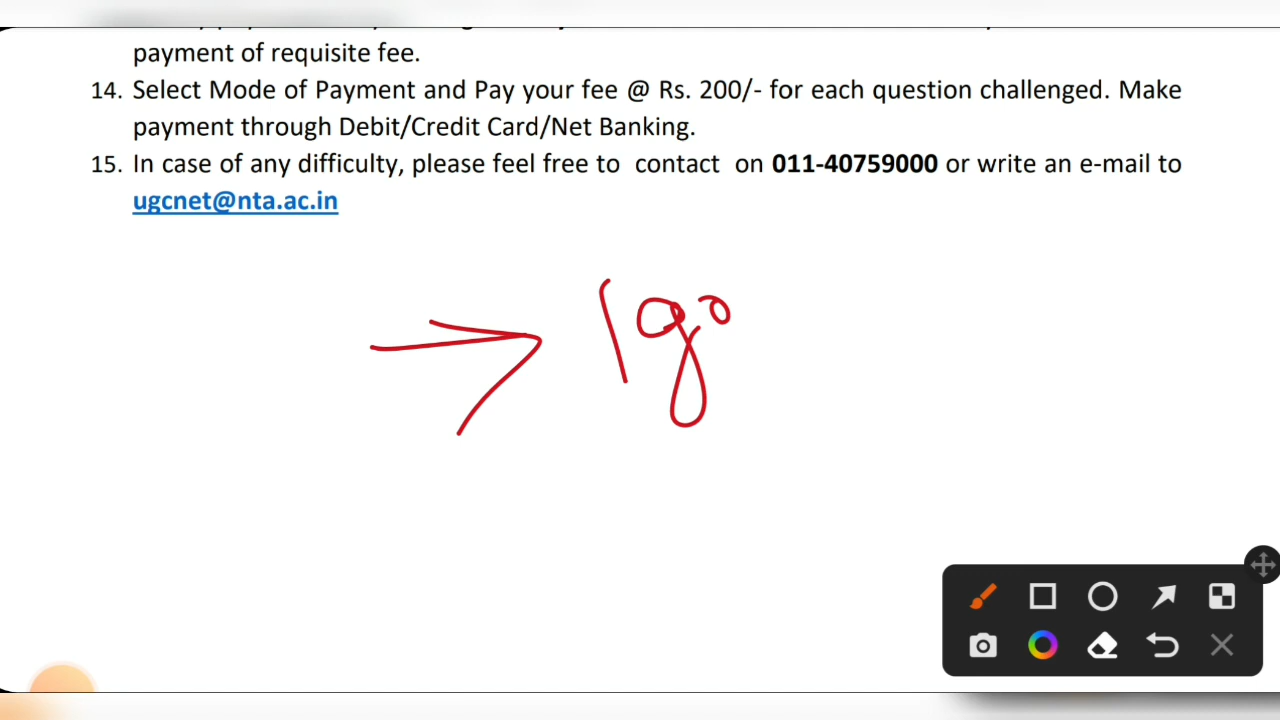 payment of requisite fee.
14. Select Mode of Payment and Pay your fee @ Rs. 200/- for each question challenged. Make
payment through Debit/Credit Card/Net Banking.
15. In case of any difficulty, please feel free to contact on 011-40759000 or write an e-mail to
ugcnet@nta.ac.in